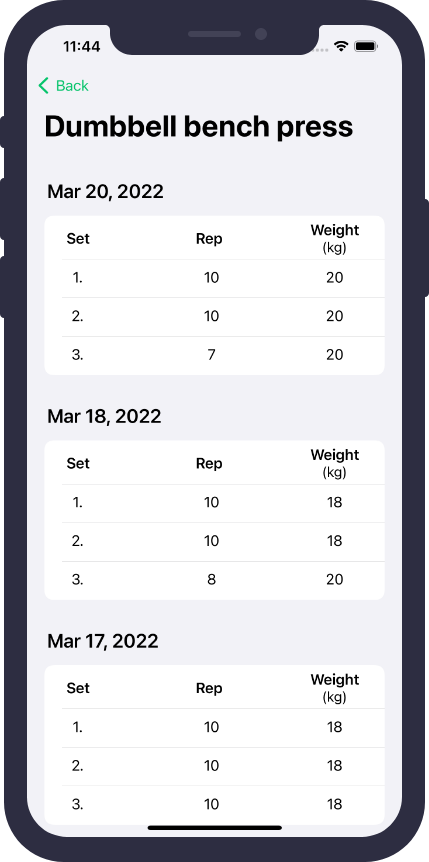 11:44
Back
Dumbbell bench press
Mar 20, 2022
Set Rep Weight (kg)
1. 10 20
2. 10 20
3. 7 20
Mar 18, 2022
Set Rep Weight (kg)
1. 10 18
2. 10 18
3. 8 20
Mar 17, 2022
Set Rep Weight (kg)
1. 10 18
2. 10 18
3. 10 18